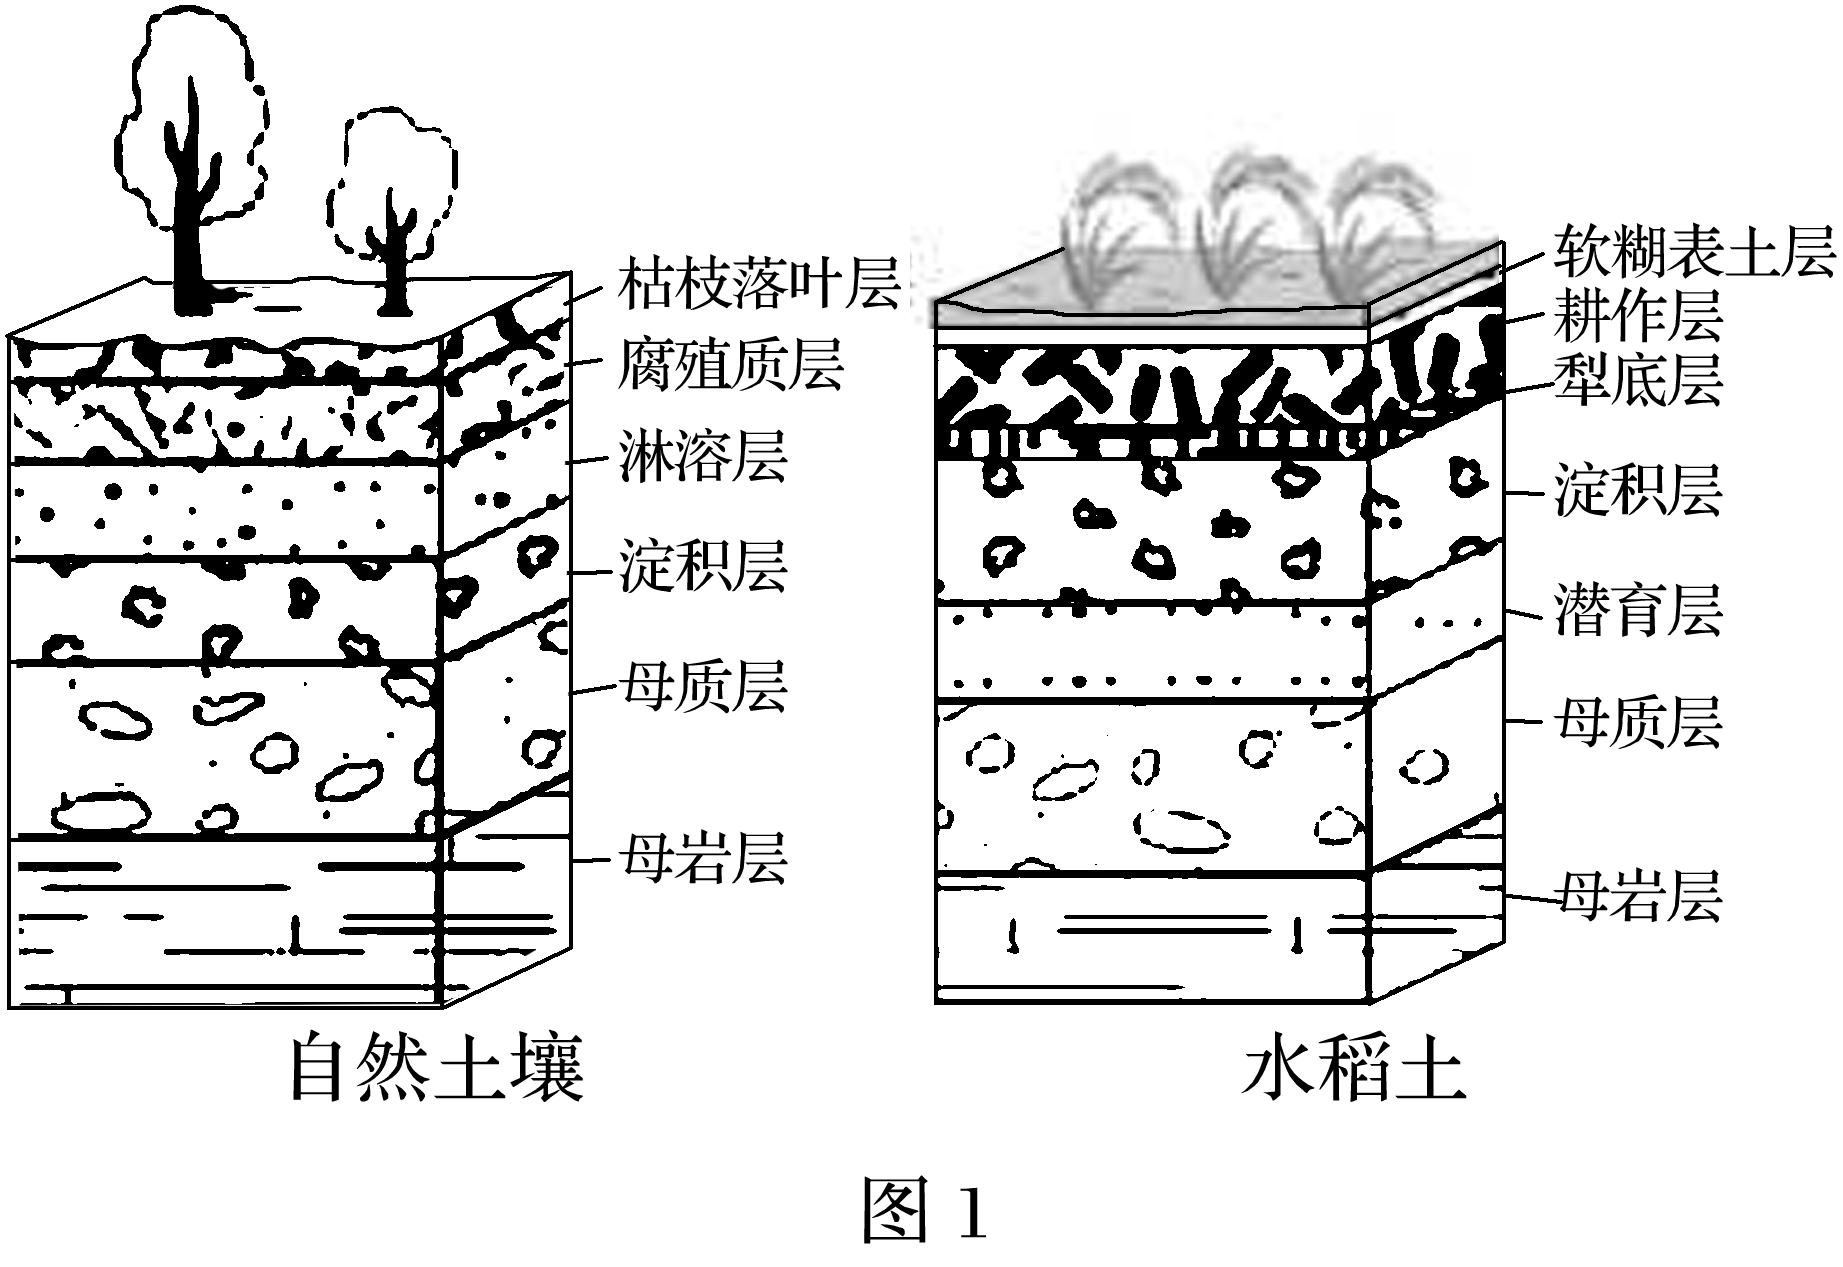 枯枝落叶层
腐殖质层
淋溶层
淀积层
母质层
母岩层
自然土壤
软糊表土层
耕作层
犁底层
淀积层
潜育层
母质层
母岩层
水稻土
图 1